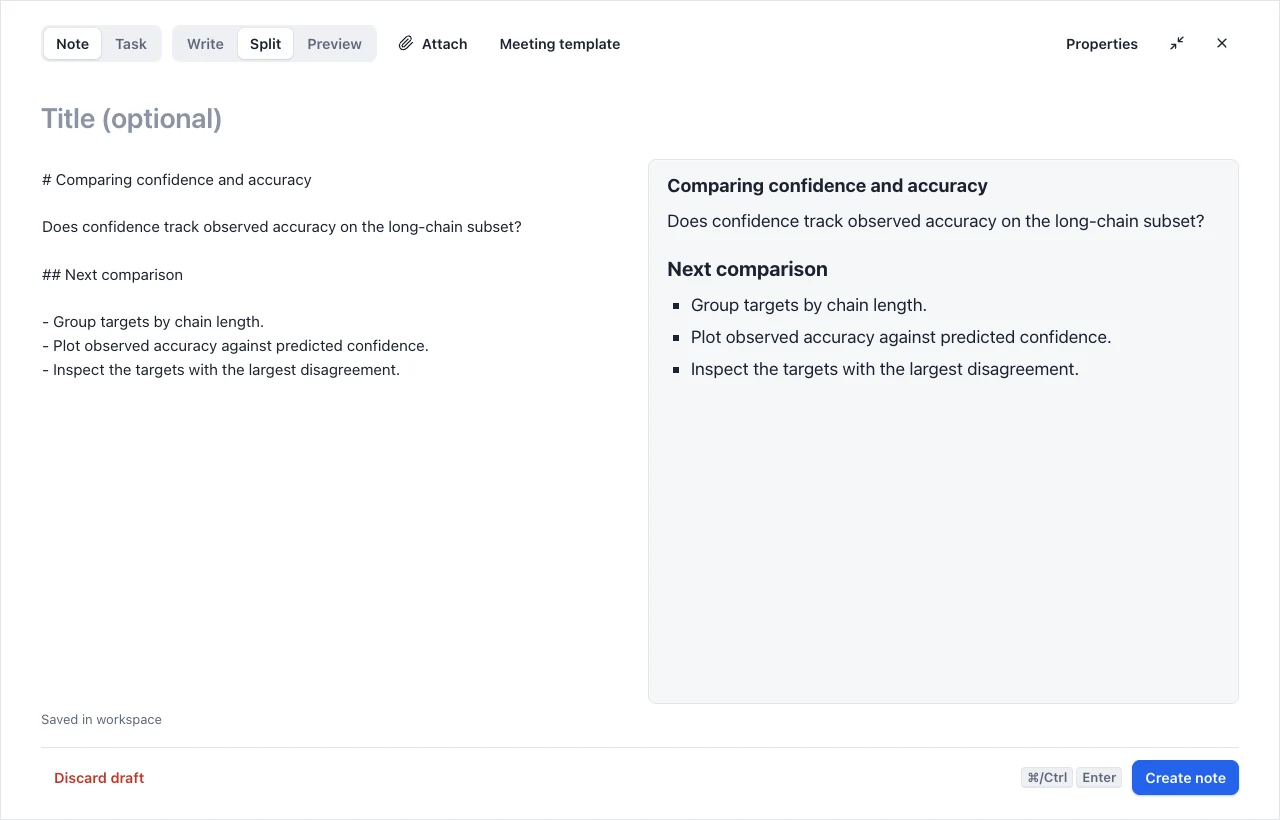 Note Task Write Split Preview Attach Meeting template Properties
Title (optional)
# Comparing confidence and accuracy
Does confidence track observed accuracy on the long-chain subset?
## Next comparison
- Group targets by chain length.
- Plot observed accuracy against predicted confidence.
- Inspect the targets with the largest disagreement.
Comparing confidence and accuracy
Does confidence track observed accuracy on the long-chain subset?
Next comparison
▪ Group targets by chain length.
▪ Plot observed accuracy against predicted confidence.
▪ Inspect the targets with the largest disagreement.
Saved in workspace
Discard draft ⌘/Ctrl Enter Create note